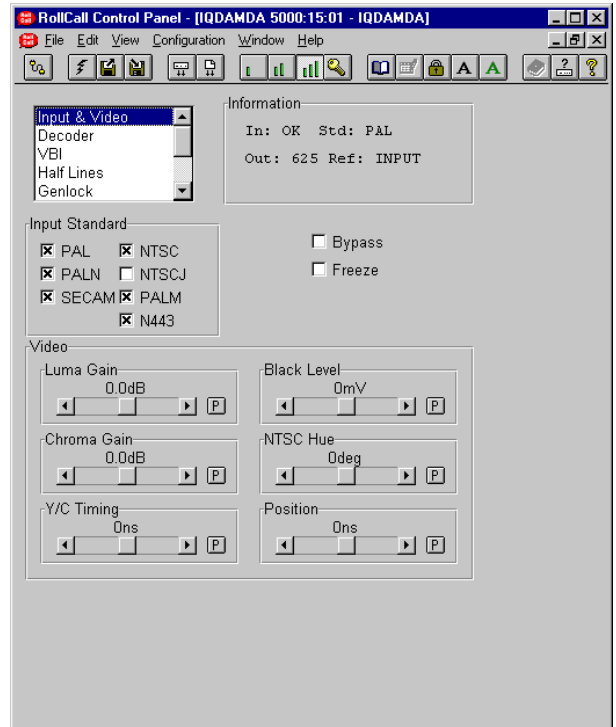 RollCall Control Panel - [IQDAMDA 5000:15:01 - IQDAMDA]
File Edit View Configuration Window Help
A A
Input & Video
Decoder
VBI
Half Lines
Genlock
Information
In: OK Std: PAL
Out: 625 Ref: INPUT
Input Standard
PAL NTSC
PALN NTSCJ
SECAM PALM
N443
Bypass
Freeze
Video
Luma Gain
0.0dB
P
Black Level
0mV
P
Chroma Gain
0.0dB
P
NTSC Hue
0deg
P
Y/C Timing
0ns
P
Position
0ns
P